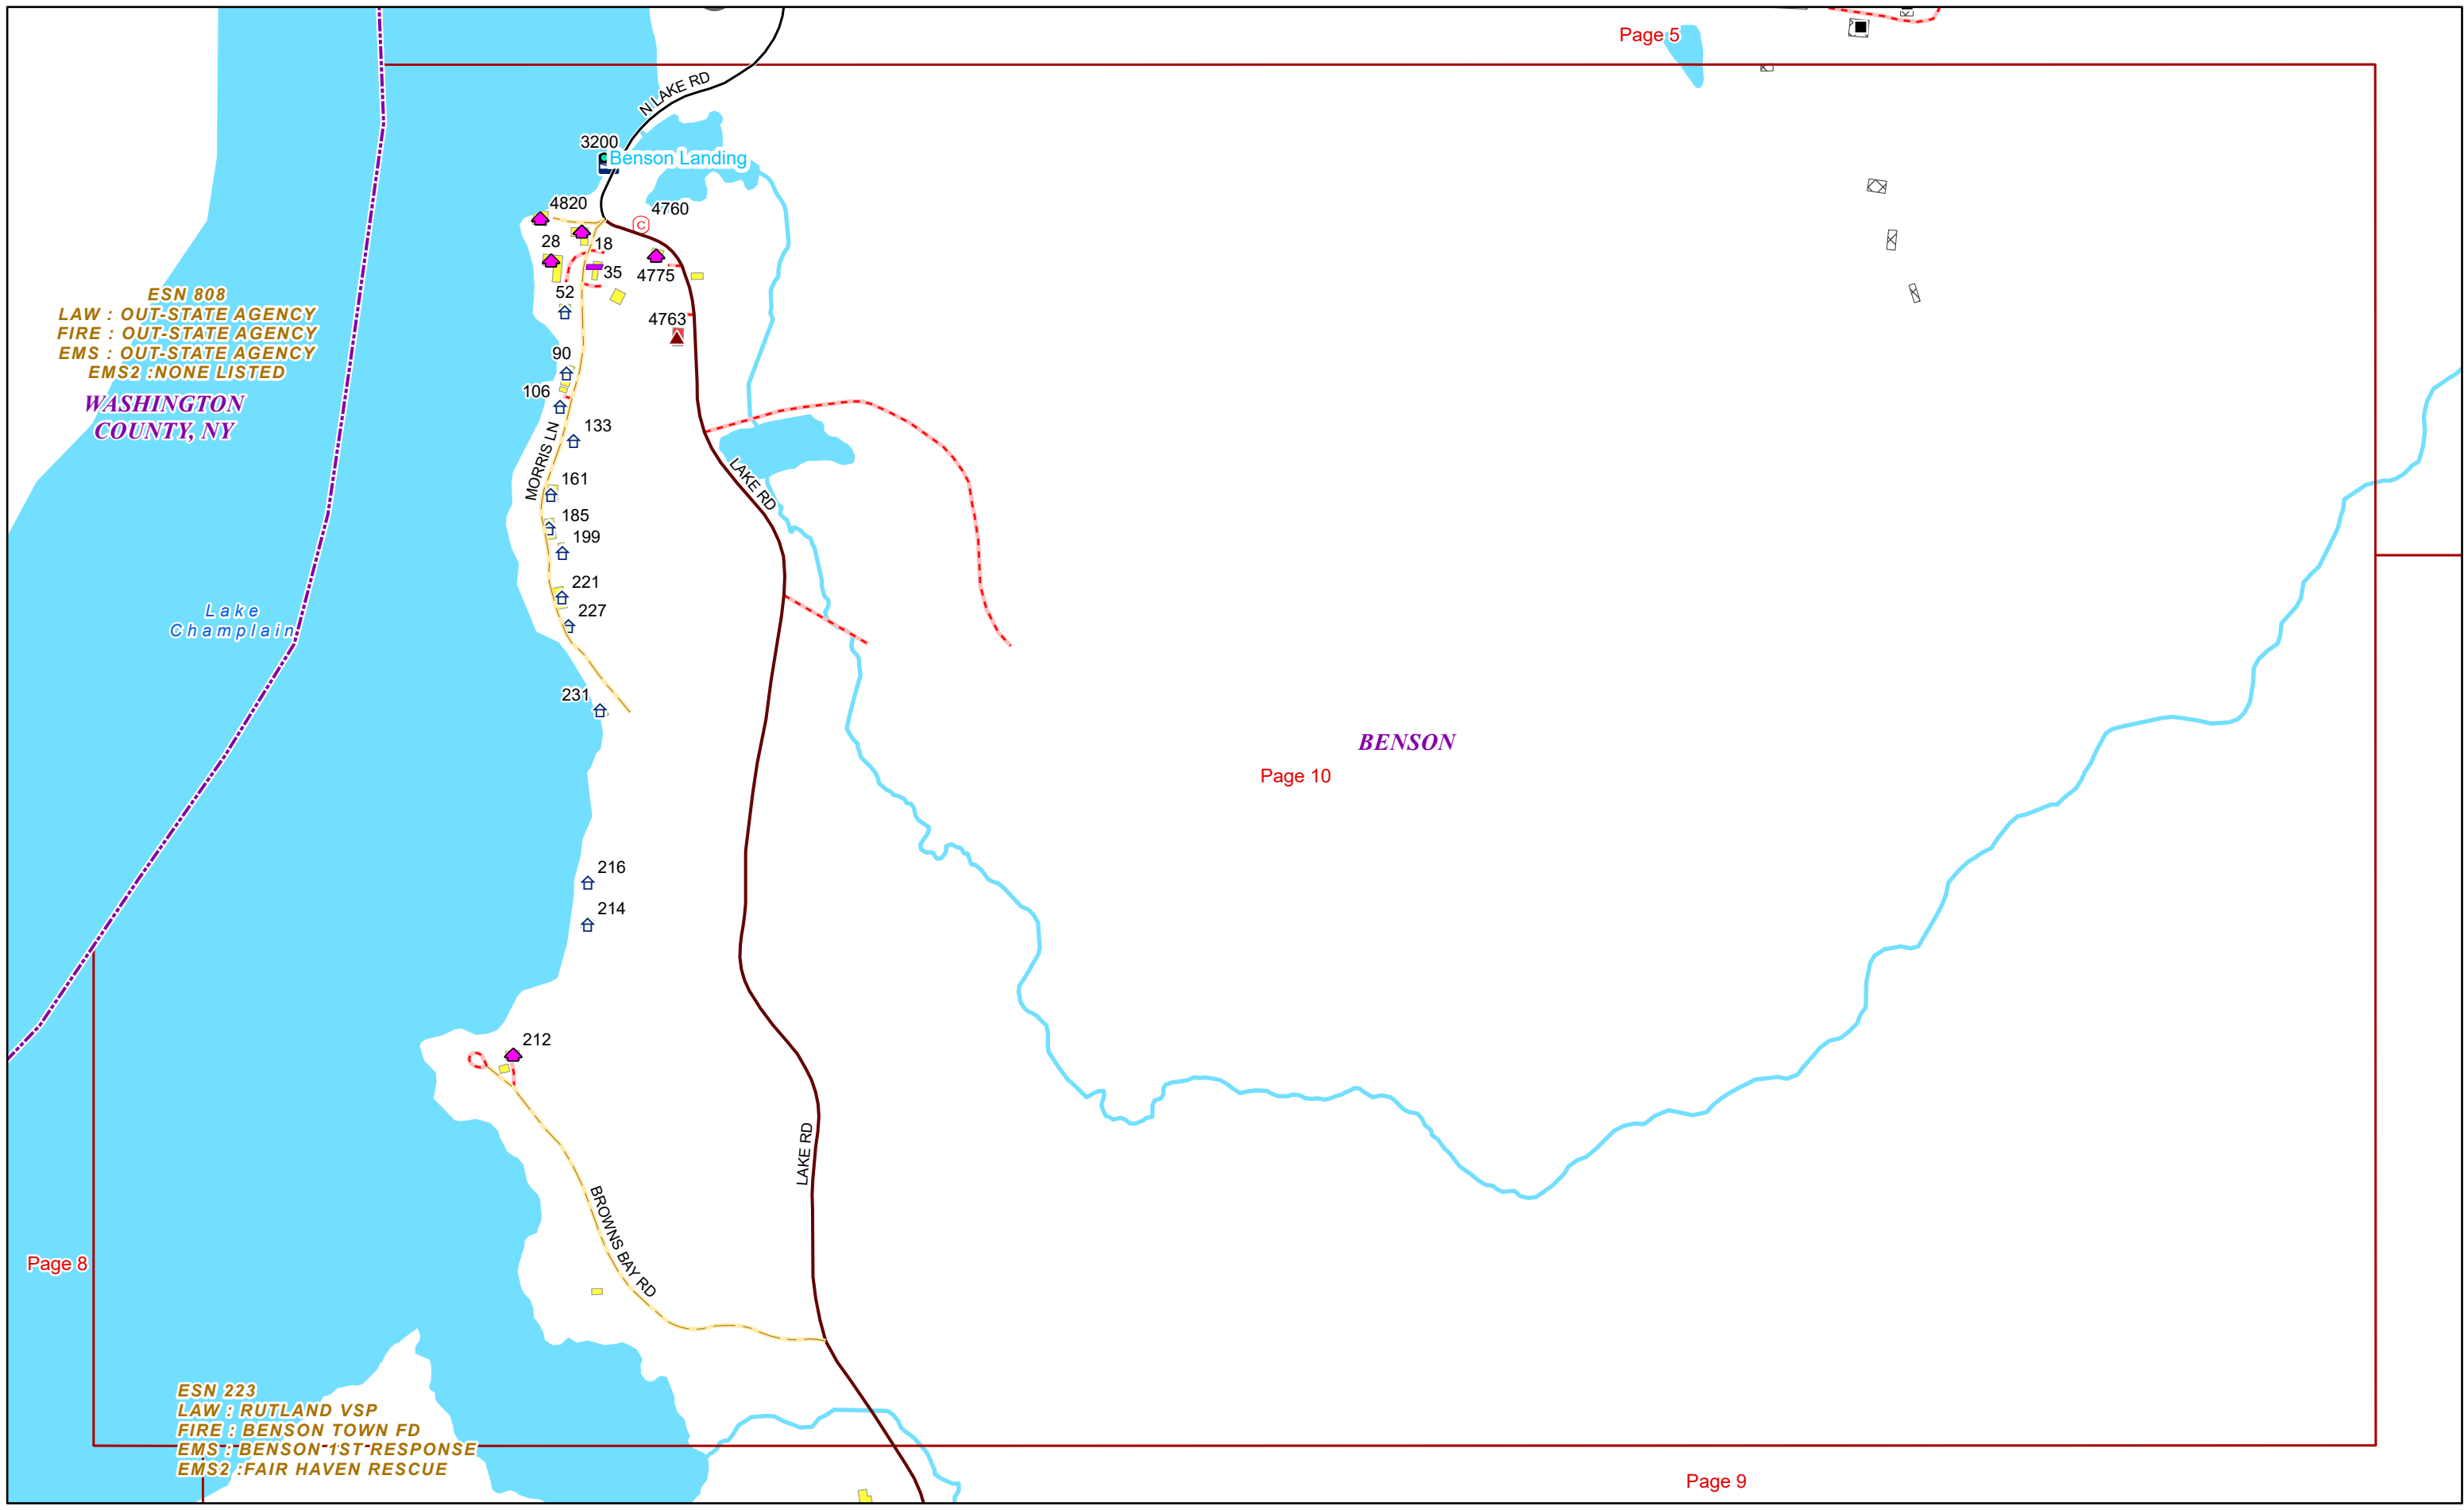 Page 5
N LAKE RD
3200
Benson Landing
4820
4760
28
18
35
4775
52
4763
ESN 808
LAW : OUT-STATE AGENCY
FIRE : OUT-STATE AGENCY
EMS : OUT-STATE AGENCY
EMS2 :NONE LISTED
WASHINGTON
COUNTY, NY
90
106
133
MORRIS LN
LAKE RD
161
185
199
221
227
Lake
Champlain
231
BENSON
Page 10
216
214
212
LAKE RD
BROWNS BAY RD
Page 8
ESN 223
LAW : RUTLAND VSP
FIRE : BENSON TOWN FD
EMS : BENSON 1ST RESPONSE
EMS2 :FAIR HAVEN RESCUE
Page 9
C